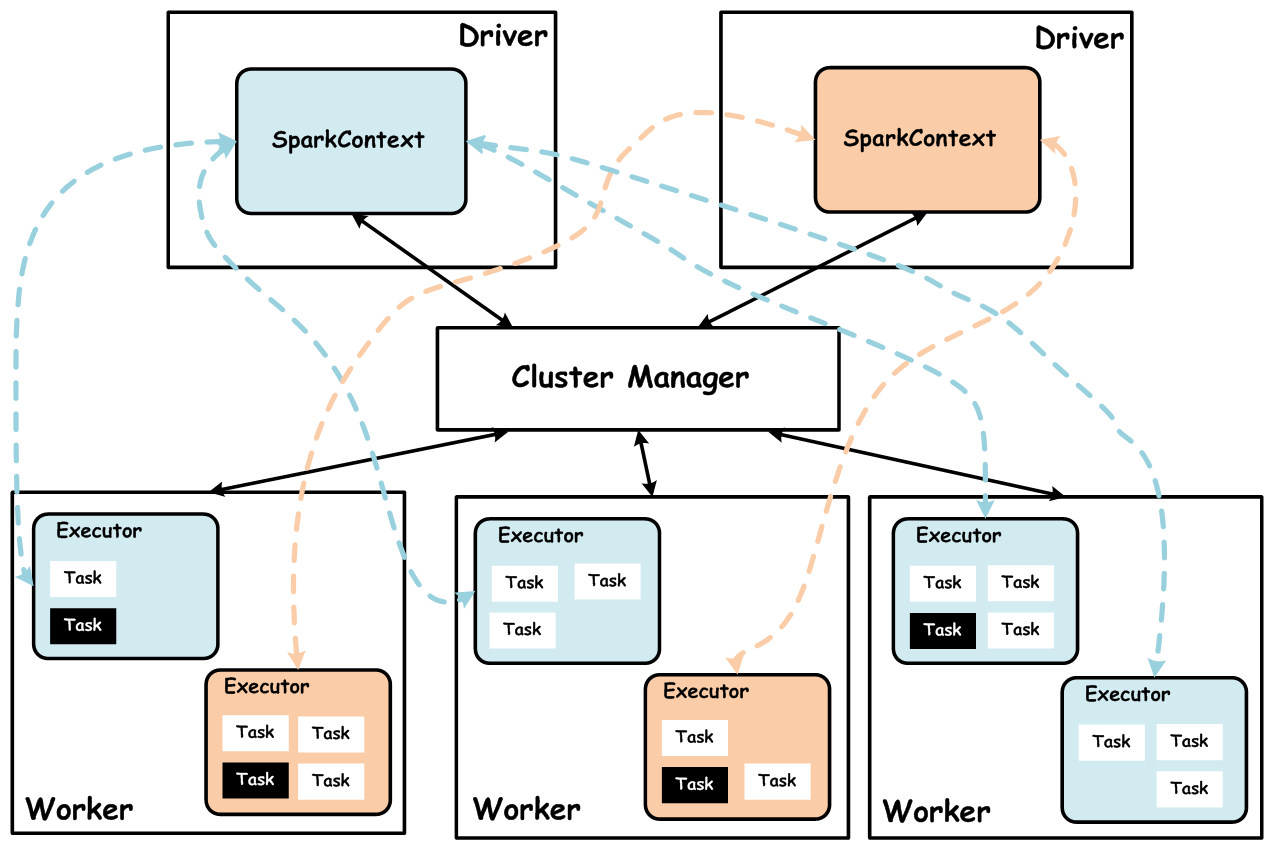 Driver
SparkContext
Driver
SparkContext
Cluster Manager
Executor
Task
Task
Executor
Task Task
Task Task
Worker
Executor
Task Task
Task
Executor
Task
Task Task
Worker
Executor
Task Task
Task Task
Executor
Task Task
Task
Worker